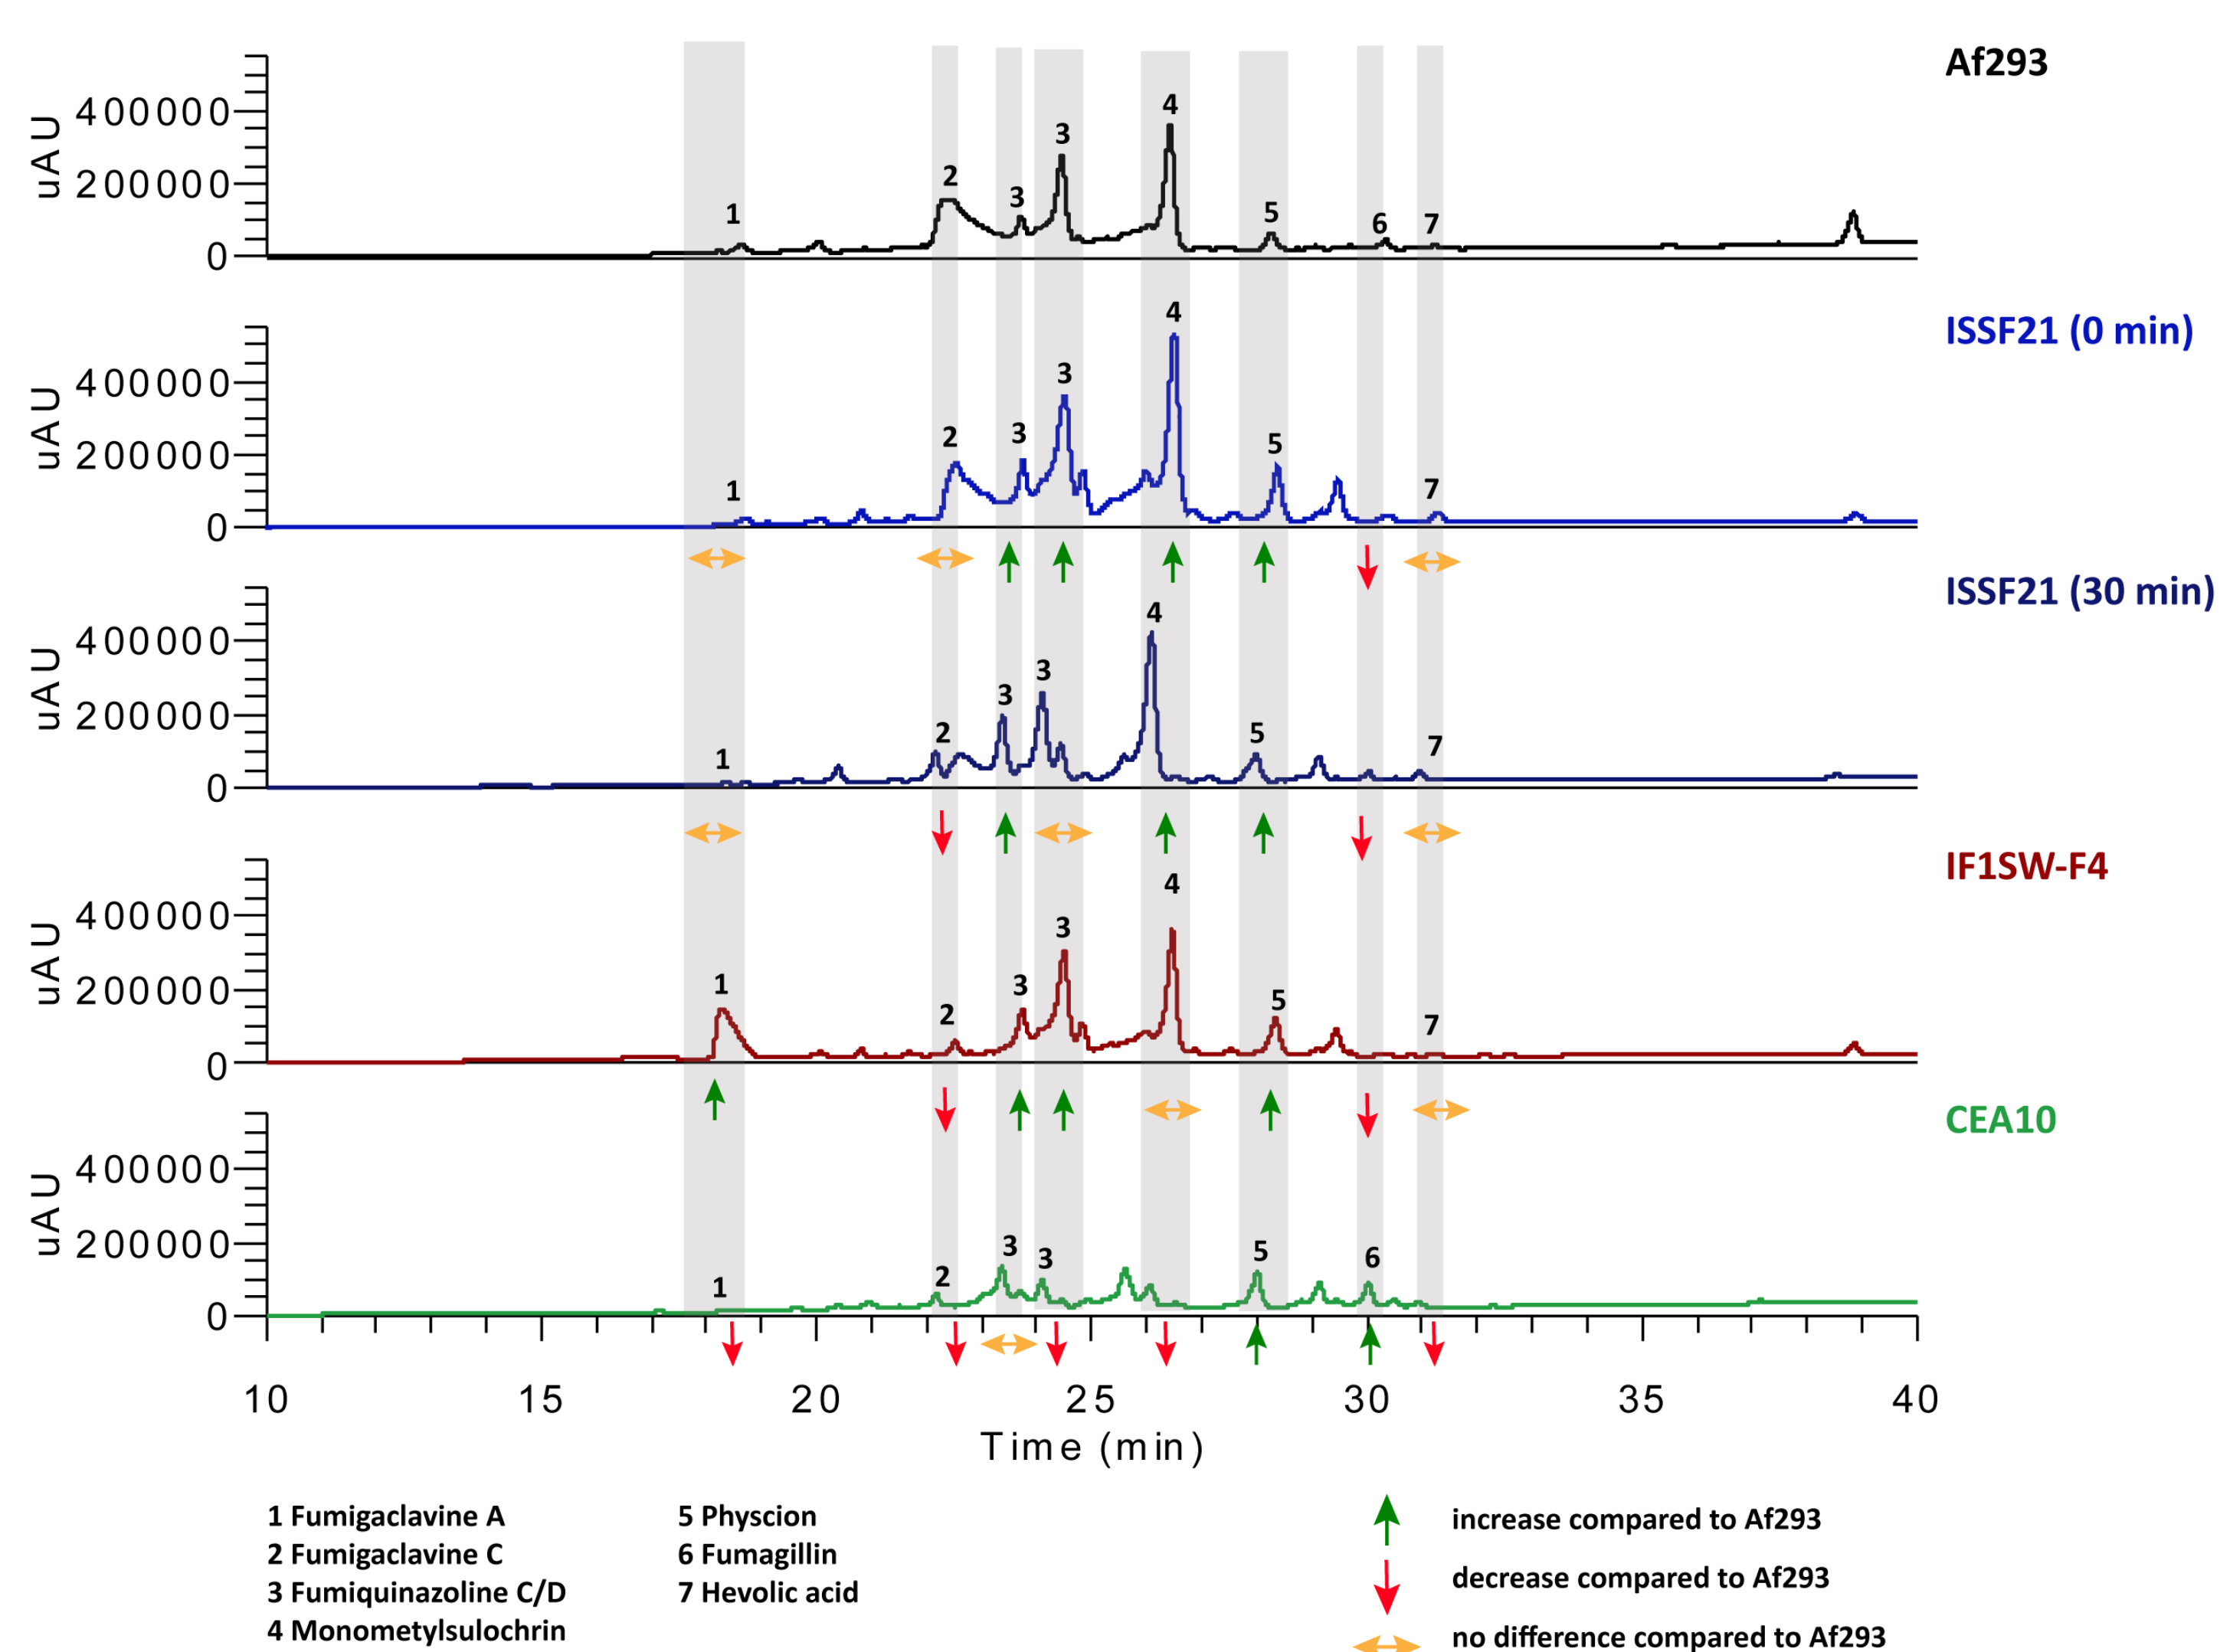 Af293
uAU
400000
200000
0
1 2 3 3 4 5 6 7
ISSF21 (0 min)
uAU
400000
200000
0
1 2 3 3 4 5 7
ISSF21 (30 min)
uAU
400000
200000
0
1 2 3 3 4 5 7
IF1SW-F4
uAU
400000
200000
0
1 2 3 3 4 5 7
CEA10
uAU
400000
200000
0
1 2 3 3 5 6
10 15 20 25 30 35 40
Time (min)
1 Fumigaclavine A
2 Fumigaclavine C
3 Fumiquinazoline C/D
4 Monometylsulochrin
5 Physcion
6 Fumagillin
7 Hevolic acid
increase compared to Af293
decrease compared to Af293
no difference compared to Af293